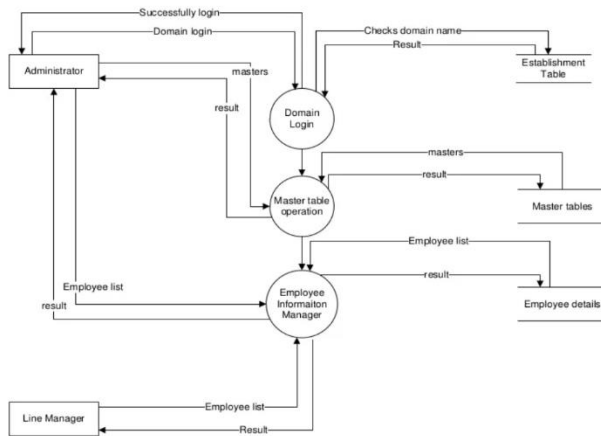 Successfully login
Domain login
Checks domain name
Result
Administrator
masters
Establishment
Table
result
Domain
Login
masters
result
Master table
operation
Master tables
Employee list
result
Employee list
result
Employee
Informaiton
Manager
Employee details
Line Manager
Employee list
Result